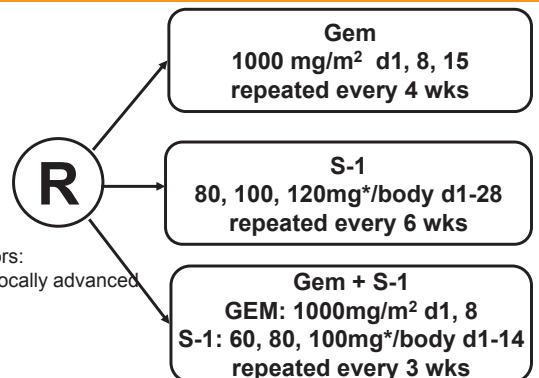 Gem
1000 mg/m² d1, 8, 15
repeated every 4 wks
R
S-1
80, 100, 120mg*/body d1-28
repeated every 6 wks
ocally advanced
Gem + S-1
GEM: 1000mg/m² d1, 8
S-1: 60, 80, 100mg*/body d1-14
repeated every 3 wks